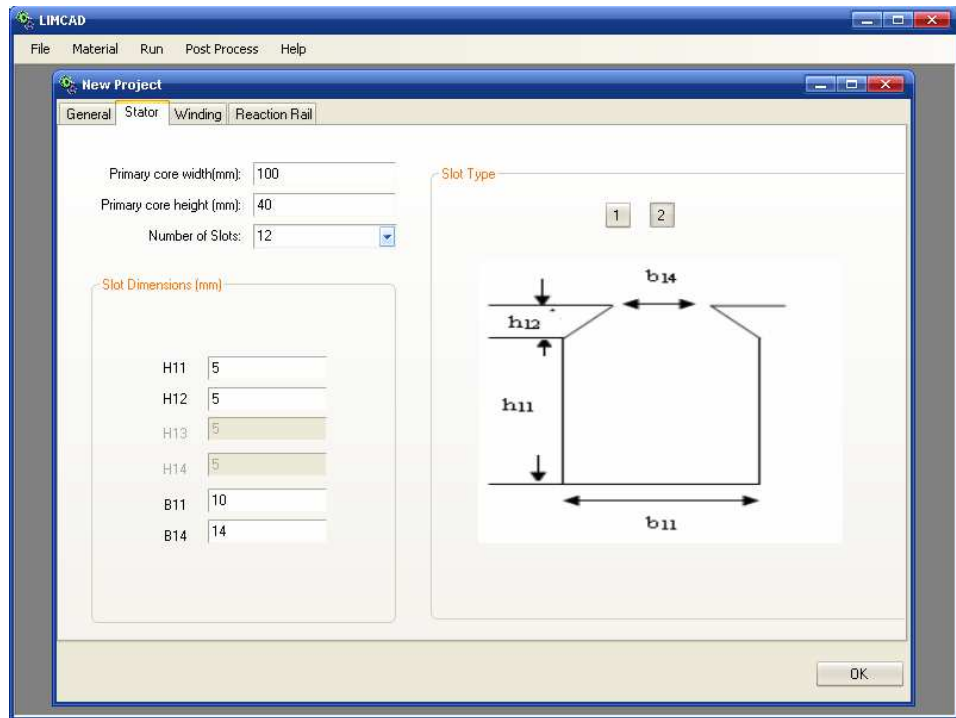 LIMCAD
File Material Run Post Process Help
New Project
General Stator Winding Reaction Rail
Primary core width(mm): 100
Primary core height (mm): 40
Number of Slots: 12
Slot Dimensions (mm)
H11 5
H12 5
H13 5
H14 5
B11 10
B14 14
Slot Type
1 2
b14
h12
h11
b11
OK